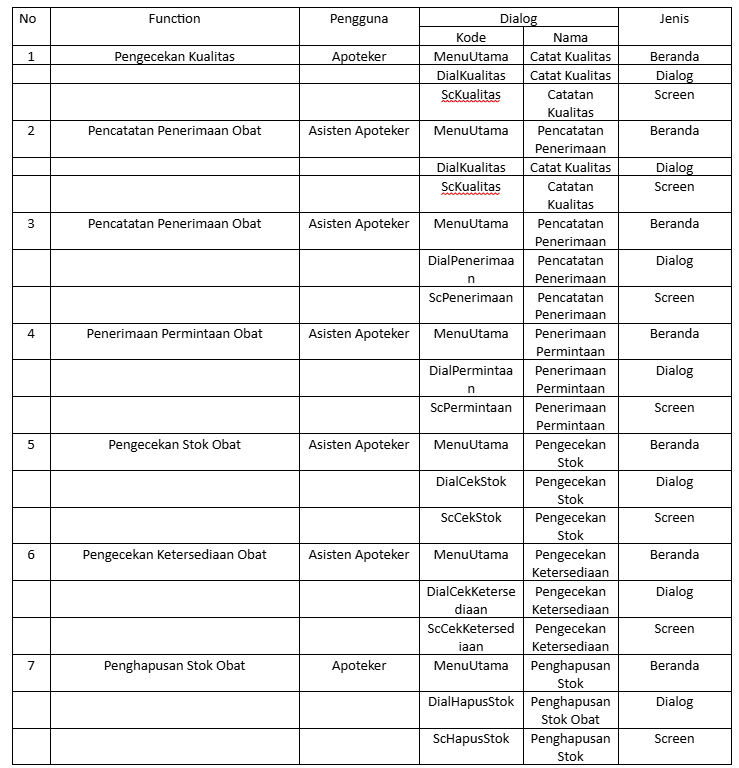 No Function Pengguna Dialog Jenis
Kode Nama
1 Pengecekan Kualitas Apoteker MenuUtama Catat Kualitas Beranda
DialKualitas Catat Kualitas Dialog
ScKualitas Catatan Screen
Kualitas
2 Pencatatan Penerimaan Obat Asisten Apoteker MenuUtama Pencatatan Beranda
Penerimaan
DialKualitas Catat Kualitas Dialog
ScKualitas Catatan Screen
Kualitas
3 Pencatatan Penerimaan Obat Asisten Apoteker MenuUtama Pencatatan Beranda
Penerimaan
DialPenerimaa Pencatatan Dialog
n Penerimaan
ScPenerimaan Pencatatan Screen
Penerimaan
4 Penerimaan Permintaan Obat Asisten Apoteker MenuUtama Penerimaan Beranda
Permintaan
DialPermintaa Penerimaan Dialog
n Permintaan
ScPermintaan Penerimaan Screen
Permintaan
5 Pengecekan Stok Obat Asisten Apoteker MenuUtama Pengecekan Beranda
Stok
DialCekStok Pengecekan Dialog
Stok
ScCekStok Pengecekan Screen
Stok
6 Pengecekan Ketersediaan Obat Asisten Apoteker MenuUtama Pengecekan Beranda
Ketersediaan
DialCekKeterse Pengecekan Dialog
diaan Ketersediaan
ScCekKetersed Pengecekan Screen
iaan Ketersediaan
7 Penghapusan Stok Obat Apoteker MenuUtama Penghapusan Beranda
Stok
DialHapusStok Penghapusan Dialog
Stok Obat
ScHapusStok Penghapusan Screen
Stok